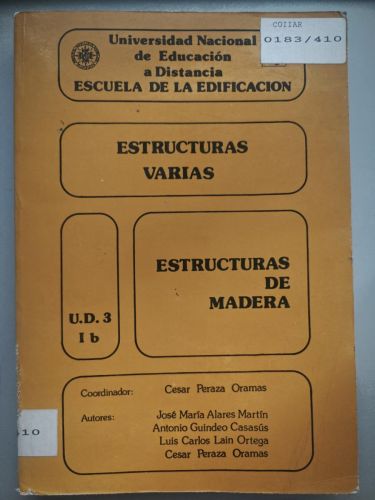 COIIAR
0183/410
Universidad Nacional
de Educación
a Distancia
ESCUELA DE LA EDIFICACION
ESTRUCTURAS
VARIAS
U.D. 3
I b
ESTRUCTURAS
DE
MADERA
Coordinador: Cesar Peraza Oramas
Autores: José María Alares Martín
Antonio Guindeo Casasús
Luis Carlos Lain Ortega
Cesar Peraza Oramas
410